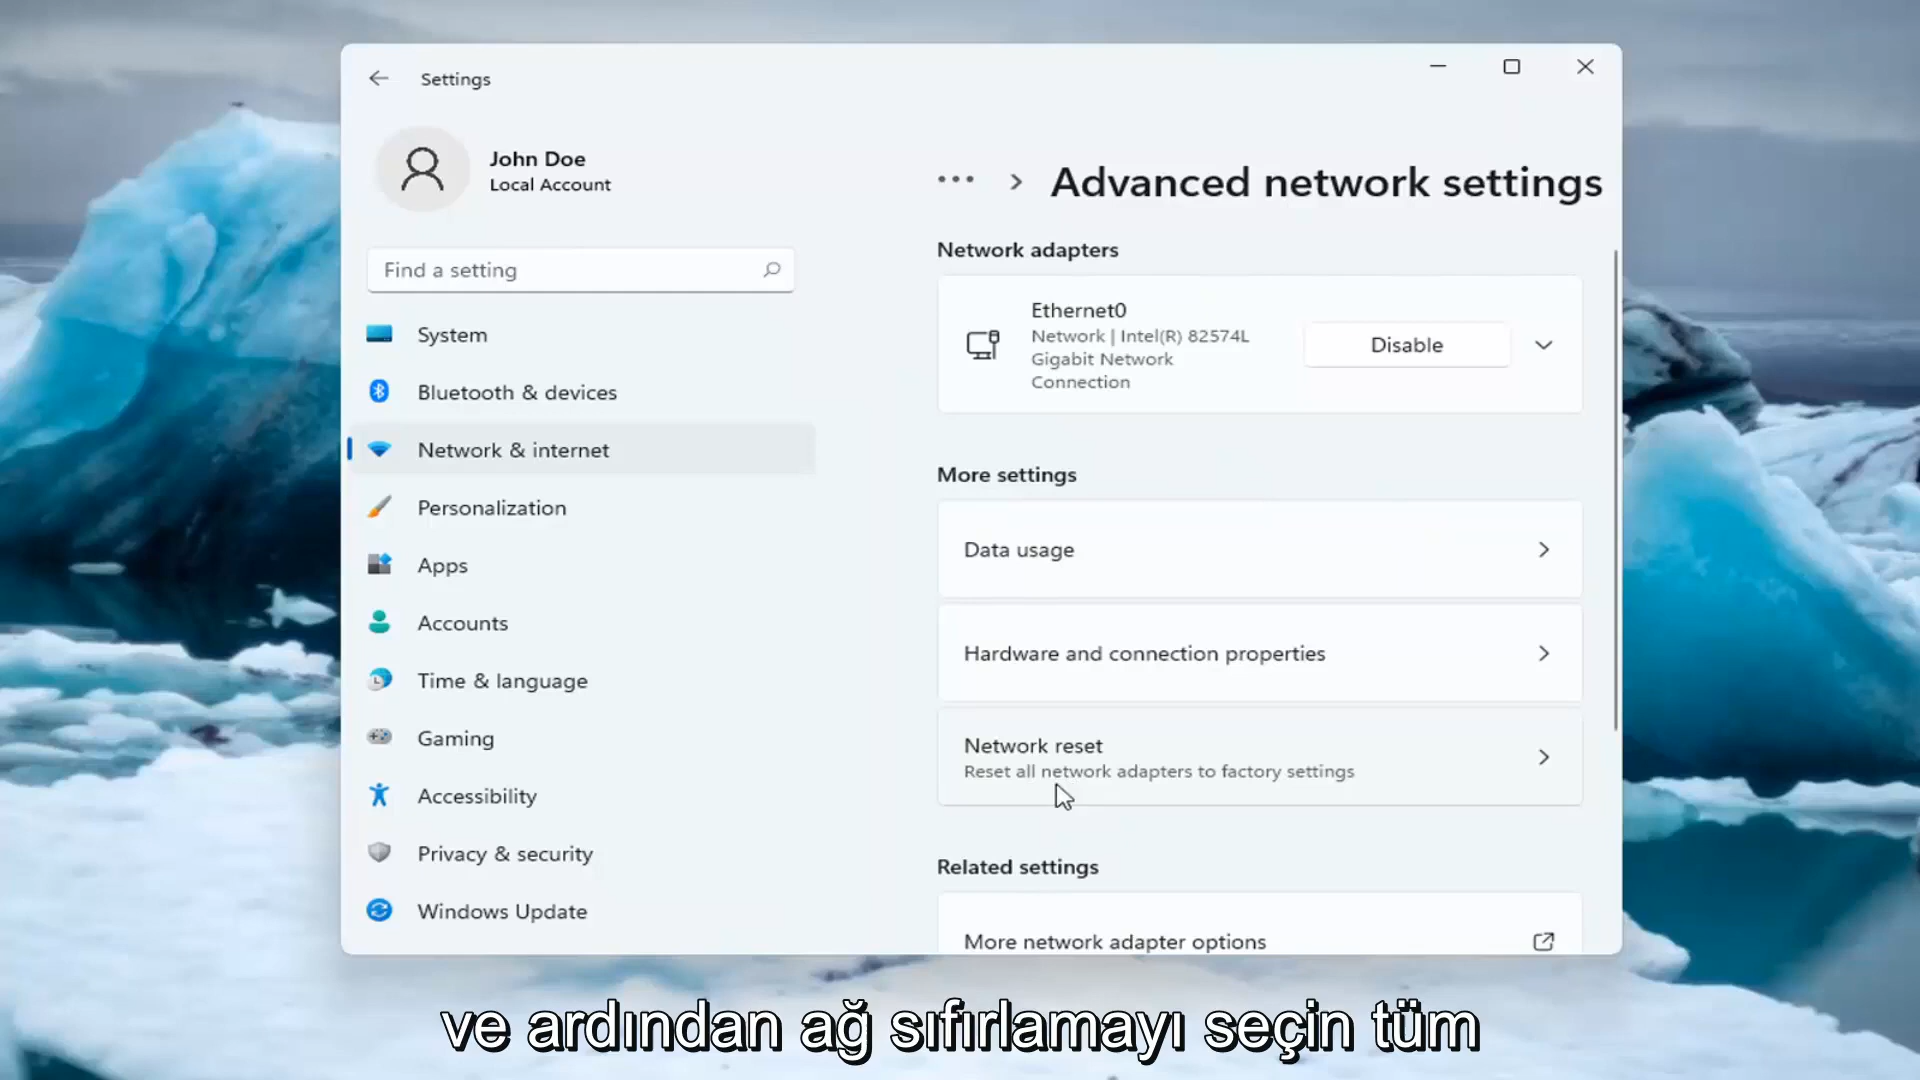 Settings
John Doe
Local Account
Find a setting
System
Bluetooth & devices
Network & internet
Personalization
Apps
Accounts
Time & language
Gaming
Accessibility
Privacy & security
Windows Update
Advanced network settings
Network adapters
Ethernet0
Network | Intel(R) 82574L
Gigabit Network
Connection
Disable
More settings
Data usage
Hardware and connection properties
Network reset
Reset all network adapters to factory settings
Related settings
More network adapter options
ve ardından ağ sıfırlamayı seçin tüm